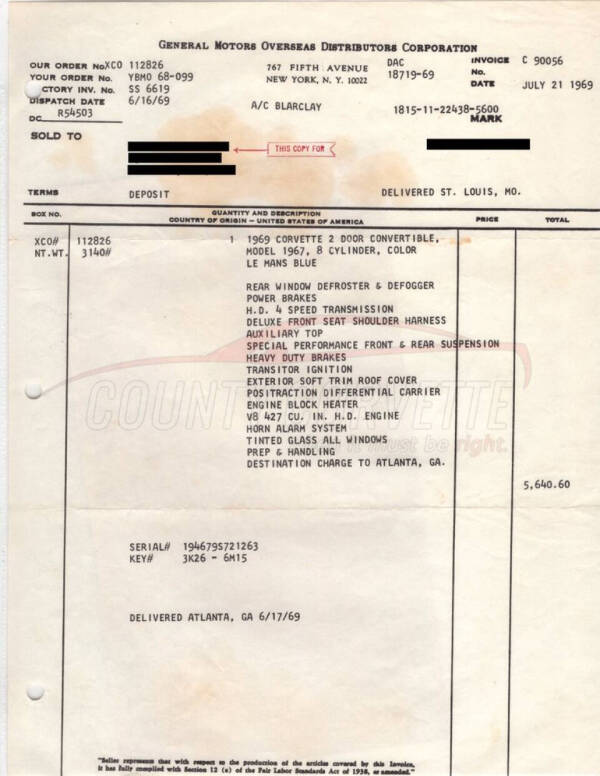 GENERAL MOTORS OVERSEAS DISTRIBUTORS CORPORATION
OUR ORDER No. XCO 112826
YOUR ORDER No. YBMO 68-099
CTORY INV. No. SS 6619
DISPATCH DATE 6/16/69
DC R54503
767 FIFTH AVENUE
NEW YORK, N. Y. 10022
A/C BLARCLAY
DAC
18719-69
INVOICE No. C 90056
DATE JULY 21 1969
1815-11-22438-5600
MARK
SOLD TO
THIS COPY FOR
TERMS DEPOSIT DELIVERED ST. LOUIS, MO.
BOX NO. QUANTITY AND DESCRIPTION PRICE TOTAL
COUNTRY OF ORIGIN — UNITED STATES OF AMERICA
XCO# 112826 1 1969 CORVETTE 2 DOOR CONVERTIBLE,
NT.WT. 3140# MODEL 1967, 8 CYLINDER, COLOR
LE MANS BLUE
REAR WINDOW DEFROSTER & DEFOGGER
POWER BRAKES
H.D. 4 SPEED TRANSMISSION
DELUXE FRONT SEAT SHOULDER HARNESS
AUXILIARY TOP
SPECIAL PERFORMANCE FRONT & REAR SUSPENSION
HEAVY DUTY BRAKES
TRANSITOR IGNITION
EXTERIOR SOFT TRIM ROOF COVER
POSITRACTION DIFFERENTIAL CARRIER
ENGINE BLOCK HEATER
V8 427 CU. IN. H.D. ENGINE
HORN ALARM SYSTEM
TINTED GLASS ALL WINDOWS
PREP & HANDLING
DESTINATION CHARGE TO ATLANTA, GA.
5,640.60
SERIAL# 194679S721263
KEY# 3K26 - 6M15
DELIVERED ATLANTA, GA 6/17/69
"Seller represents that with respect to the production of the articles covered by this Invoice,
it has fully complied with Section 12 (a) of the Fair Labor Standards Act of 1938, as amended."
must be right.